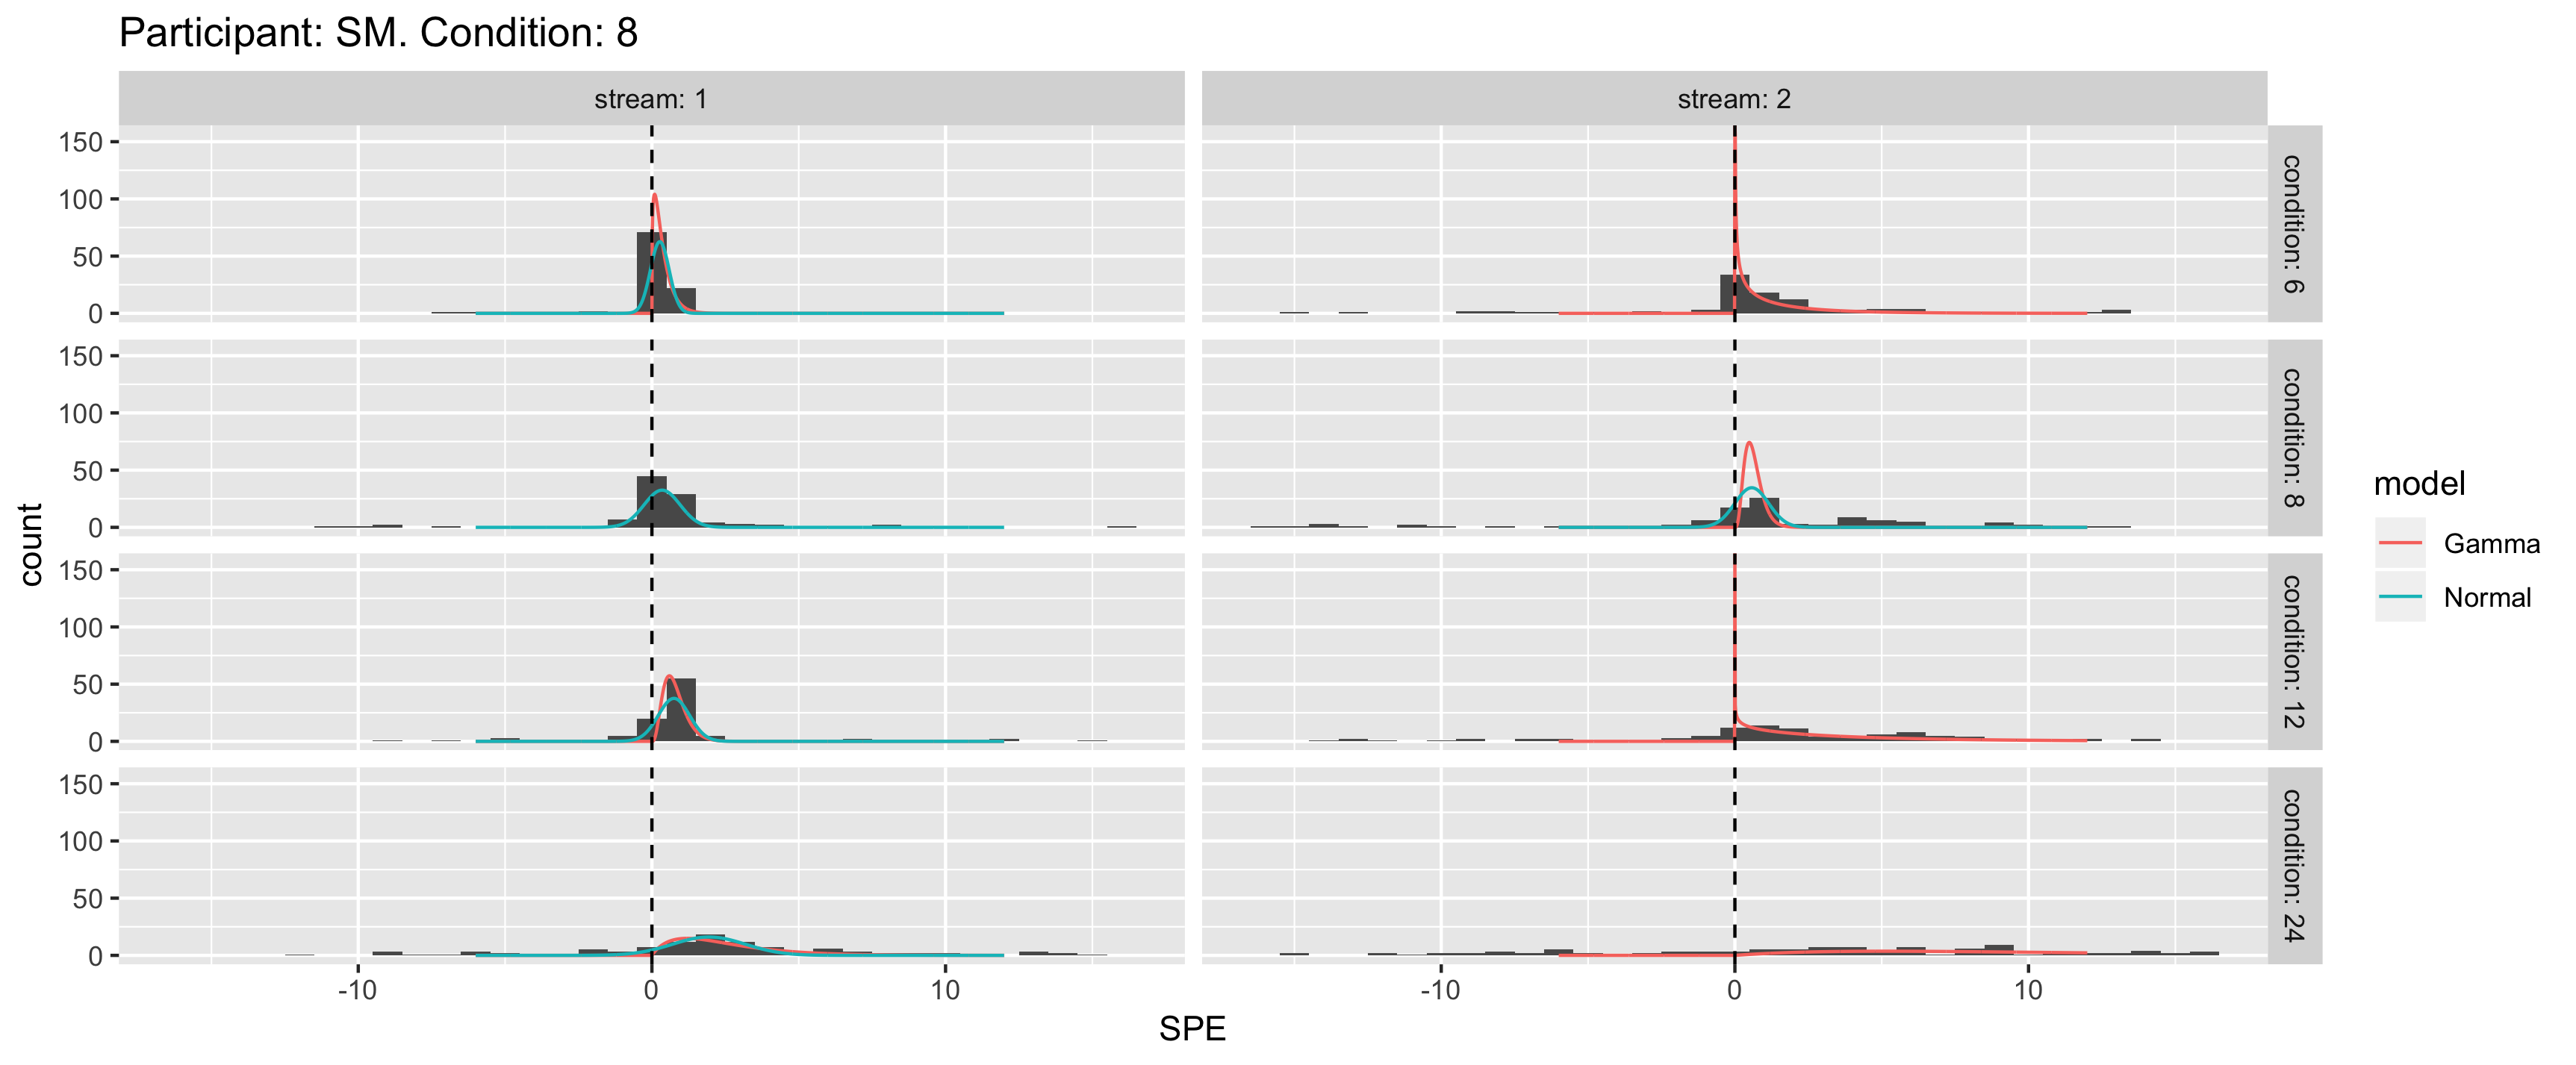 Participant: SM. Condition: 8
stream: 1
stream: 2
150
100
50
0
condition: 6
150
100
50
0
condition: 8
150
100
50
0
condition: 12
150
100
50
0
condition: 24
count
-10
0
10
-10
0
10
SPE
model
Gamma
Normal